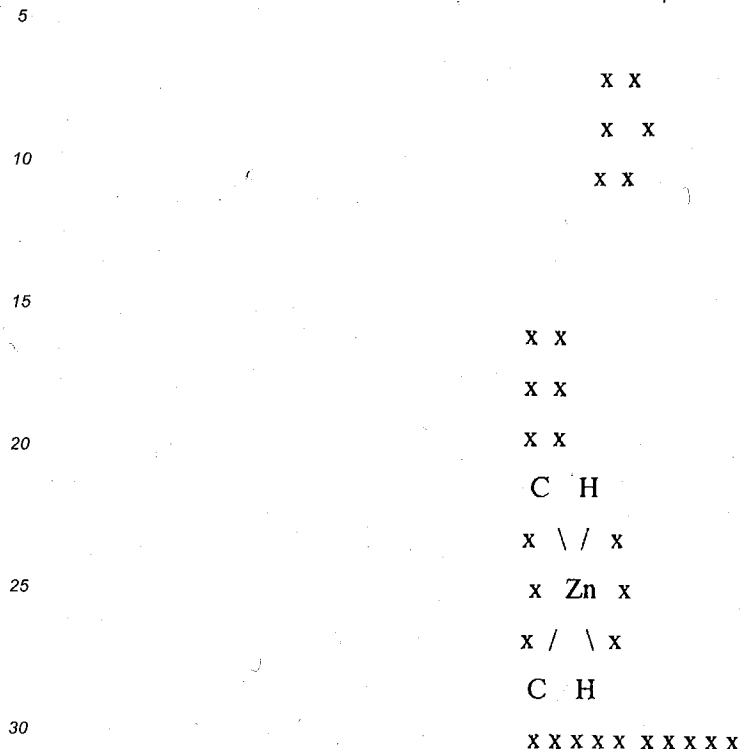 5
x x
x x
10
x x
15
x x
x x
20
x x
C H
x \ / x
25
x Zn x
x / \ x
C H
30
x x x x x x x x x x